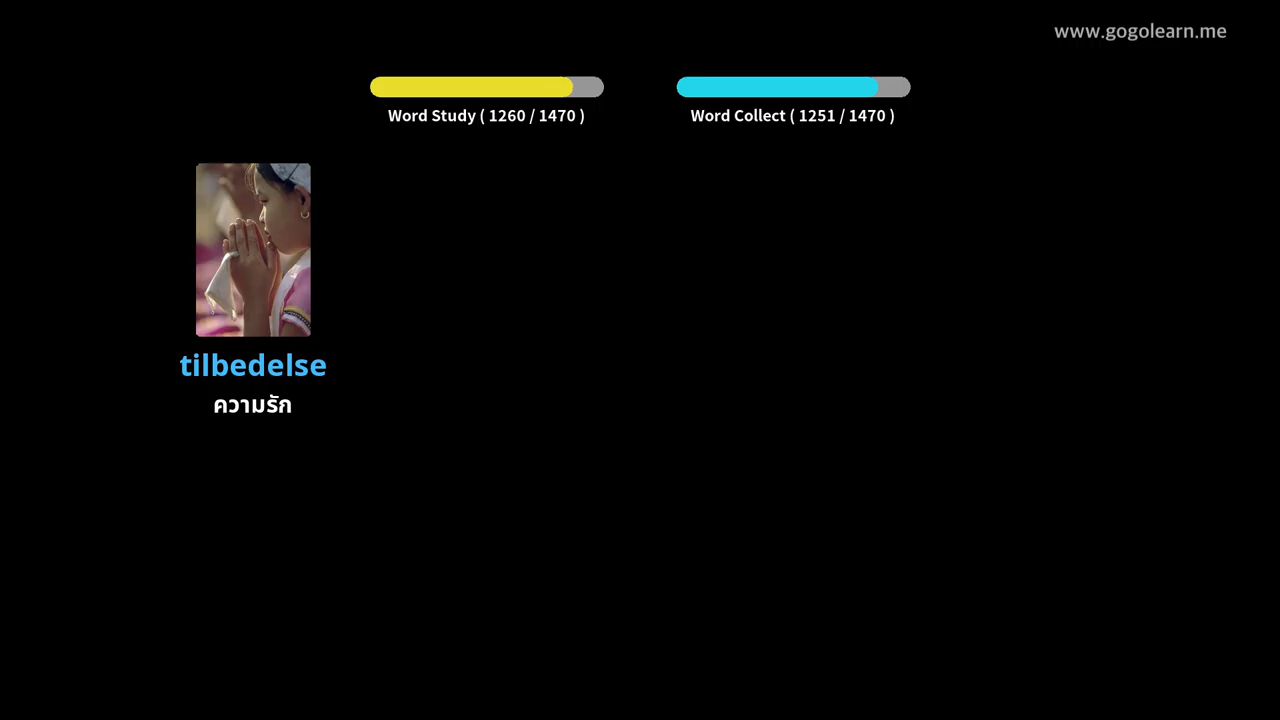 www.gogolearn.me
Word Study ( 1260 / 1470 )
Word Collect ( 1251 / 1470 )
tilbedelse
ความรัก